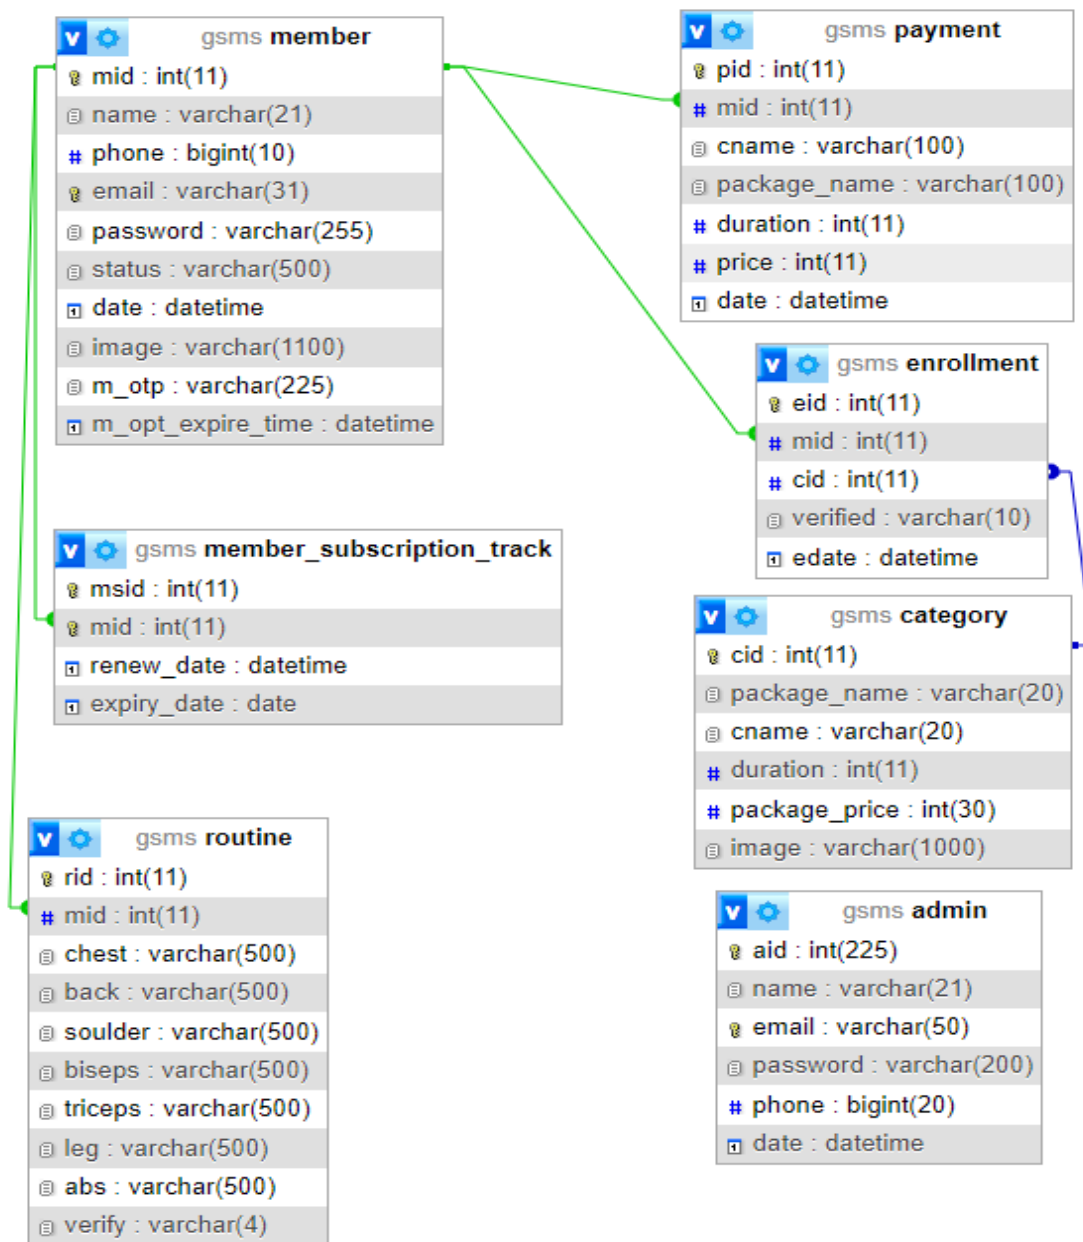 v gsms member
mid : int(11)
name : varchar(21)
# phone : bigint(10)
email : varchar(31)
password : varchar(255)
status : varchar(500)
date : datetime
image : varchar(1100)
m_otp : varchar(225)
m_opt_expire_time : datetime
v gsms member_subscription_track
msid : int(11)
mid : int(11)
renew_date : datetime
expiry_date : date
v gsms routine
rid : int(11)
# mid : int(11)
chest : varchar(500)
back : varchar(500)
soulder : varchar(500)
biseps : varchar(500)
triceps : varchar(500)
leg : varchar(500)
abs : varchar(500)
verify : varchar(4)
v gsms payment
pid : int(11)
# mid : int(11)
cname : varchar(100)
package_name : varchar(100)
# duration : int(11)
# price : int(11)
date : datetime
v gsms enrollment
eid : int(11)
# mid : int(11)
# cid : int(11)
verified : varchar(10)
edate : datetime
v gsms category
cid : int(11)
package_name : varchar(20)
cname : varchar(20)
# duration : int(11)
# package_price : int(30)
image : varchar(1000)
v gsms admin
aid : int(225)
name : varchar(21)
email : varchar(50)
password : varchar(200)
# phone : bigint(20)
date : datetime